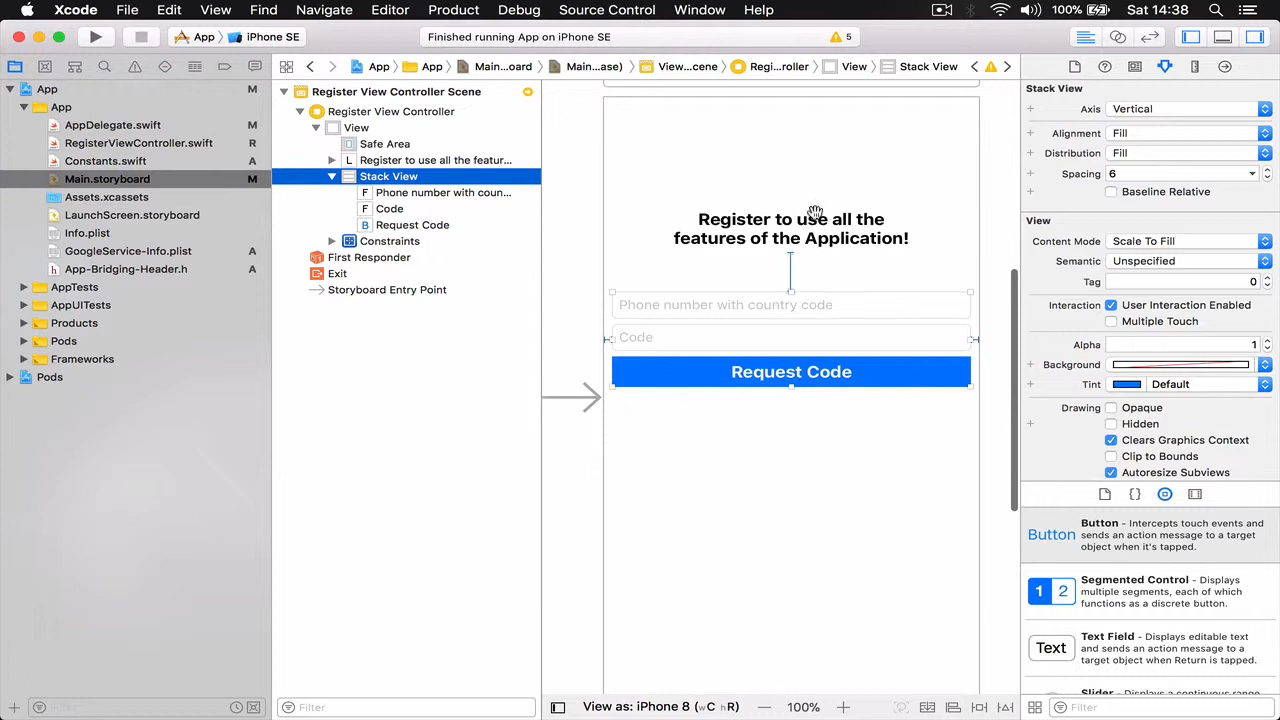 Xcode File Edit View Find Navigate Editor Product Debug Source Control Window Help 100% Sat 14:38
App iPhone SE Finished running App on iPhone SE 5
App App Main...oard Main...ase) View...cene Regi...roller View Stack View
App M
App
AppDelegate.swift M
RegisterViewController.swift R
Constants.swift A
Main.storyboard M
Assets.xcassets
LaunchScreen.storyboard
Info.plist
GoogleService-Info.plist A
App-Bridging-Header.h A
AppTests
AppUITests
Products
Pods
Frameworks
Pods
Filter
Register View Controller Scene
Register View Controller
View
Safe Area
L Register to use all the featur...
Stack View
F Phone number with coun...
F Code
B Request Code
Constraints
First Responder
Exit
Storyboard Entry Point
Filter
Register to use all the
features of the Application!
Phone number with country code
Code
Request Code
View as: iPhone 8 (wC hR) 100%
Stack View
Axis Vertical
Alignment Fill
Distribution Fill
Spacing 6
Baseline Relative
View
Content Mode Scale To Fill
Semantic Unspecified
Tag 0
Interaction User Interaction Enabled
Multiple Touch
Alpha 1
Background
Tint Default
Drawing Opaque
Hidden
Clears Graphics Context
Clip to Bounds
Autoresize Subviews
Button Button - Intercepts touch events and
sends an action message to a target
object when it's tapped.
1 2 Segmented Control - Displays
multiple segments, each of which
functions as a discrete button.
Text Text Field - Displays editable text
and sends an action message to a
target object when Return is tapped.
Slider - Displays a continuous range
Filter